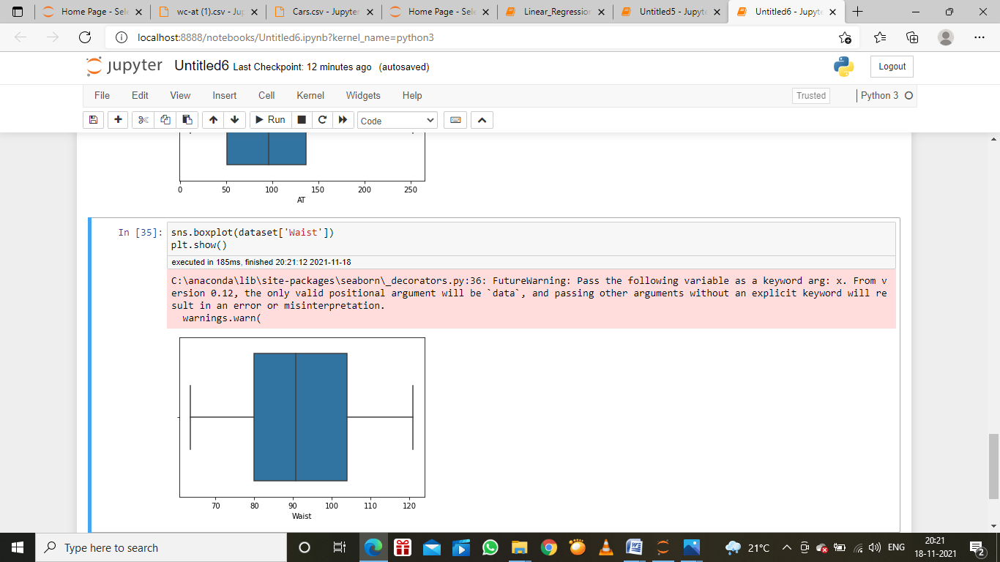 Home Page - Sele
wc-at (1).csv - Jup
Cars.csv - Jupyter
Home Page - Sele
Linear_Regression
Untitled5 - Jupyte
Untitled6 - Jupyte
localhost:8888/notebooks/Untitled6.ipynb?kernel_name=python3
jupyter Untitled6 Last Checkpoint: 12 minutes ago (autosaved)
Logout
File Edit View Insert Cell Kernel Widgets Help
Trusted
Python 3
Run
Code
0 50 100 150 200 250
AT
In [35]:
sns.boxplot(dataset['Waist'])
plt.show()
executed in 185ms, finished 20:21:12 2021-11-18
C:\anaconda\lib\site-packages\seaborn\_decorators.py:36: FutureWarning: Pass the following variable as a keyword arg: x. From v
ersion 0.12, the only valid positional argument will be `data`, and passing other arguments without an explicit keyword will re
sult in an error or misinterpretation.
warnings.warn(
70 80 90 100 110 120
Waist
Type here to search
21°C
ENG
20:21
18-11-2021
2